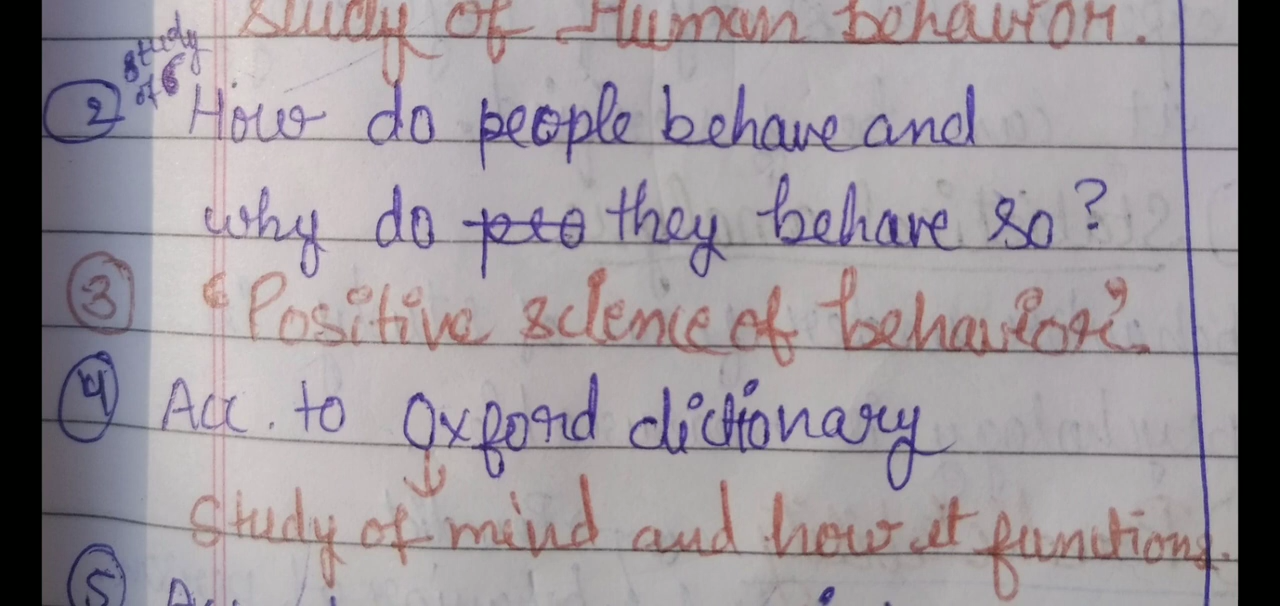 Study of Human behavior.
study
of
② How do people behave and
why do they behave so?
③ "Positive science of behavior".
④ Acc. to Oxford dictionary
↓
Study of mind and how it functions.
⑤